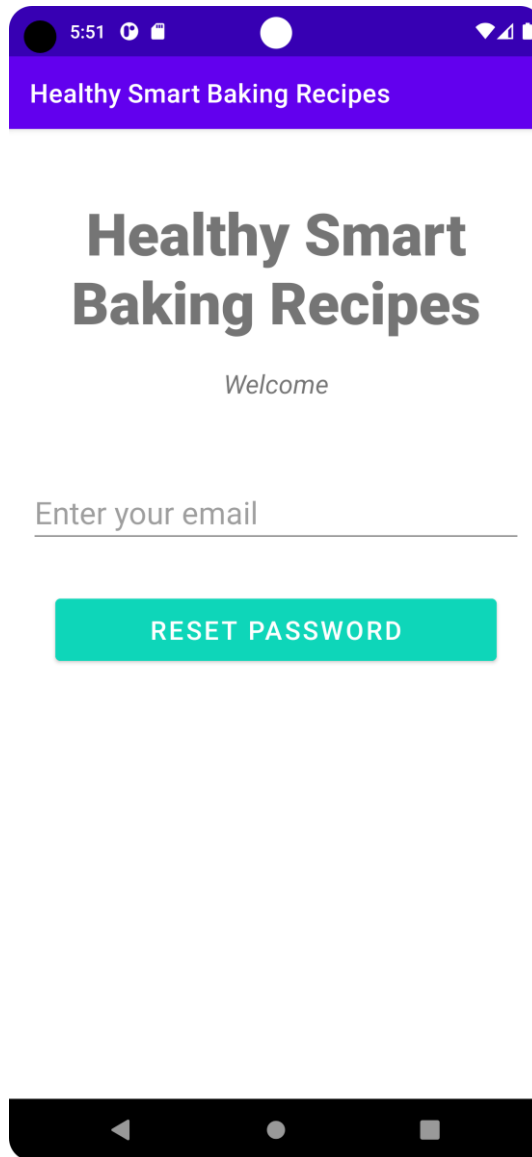 5:51
Healthy Smart Baking Recipes
Healthy Smart
Baking Recipes
Welcome
Enter your email
RESET PASSWORD